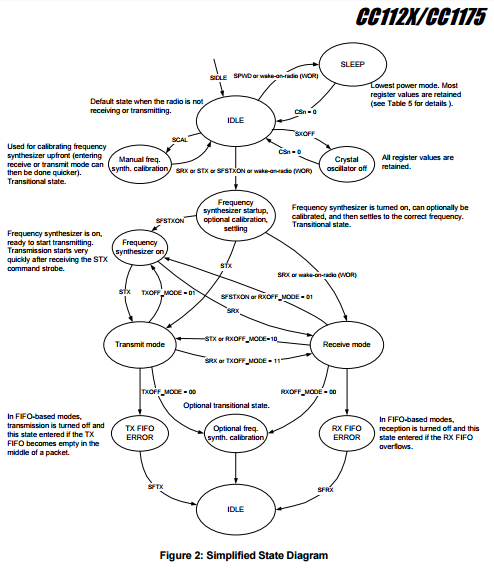 CC112X/CC1175
SIDLE
SPWD or wake-on-radio (WOR)
SLEEP
Lowest power mode. Most
register values are retained
(see Table 5 for details ).
Default state when the radio is not
receiving or transmitting.
IDLE
CSn = 0
SXOFF
SCAL
CSn = 0
Used for calibrating frequency
synthesizer upfront (entering
receive or transmit mode can
then be done quicker).
Transitional state.
Manual freq.
synth. calibration
Crystal
oscillator off
All register values are
retained.
SRX or STX or SFSTXON or wake-on-radio (WOR)
Frequency
synthesizer startup,
optional calibration,
settling
Frequency synthesizer is turned on, can optionally be
calibrated, and then settles to the correct frequency.
Transitional state.
SFSTXON
Frequency synthesizer is on,
ready to start transmitting.
Transmission starts very
quickly after receiving the STX
command strobe.
Frequency
synthesizer on
STX
SRX or wake-on-radio (WOR)
STX
TXOFF_MODE = 01
SFSTXON or RXOFF_MODE = 01
SRX
Transmit mode
STX or RXOFF_MODE=10
Receive mode
SRX or TXOFF_MODE = 11
TXOFF_MODE = 00
RXOFF_MODE = 00
Optional transitional state.
In FIFO-based modes,
transmission is turned off and
this state entered if the TX
FIFO becomes empty in the
middle of a packet.
TX FIFO
ERROR
Optional freq.
synth. calibration
RX FIFO
ERROR
In FIFO-based modes,
reception is turned off and this
state entered if the RX FIFO
overflows.
SFTX
SFRX
IDLE
Figure 2: Simplified State Diagram